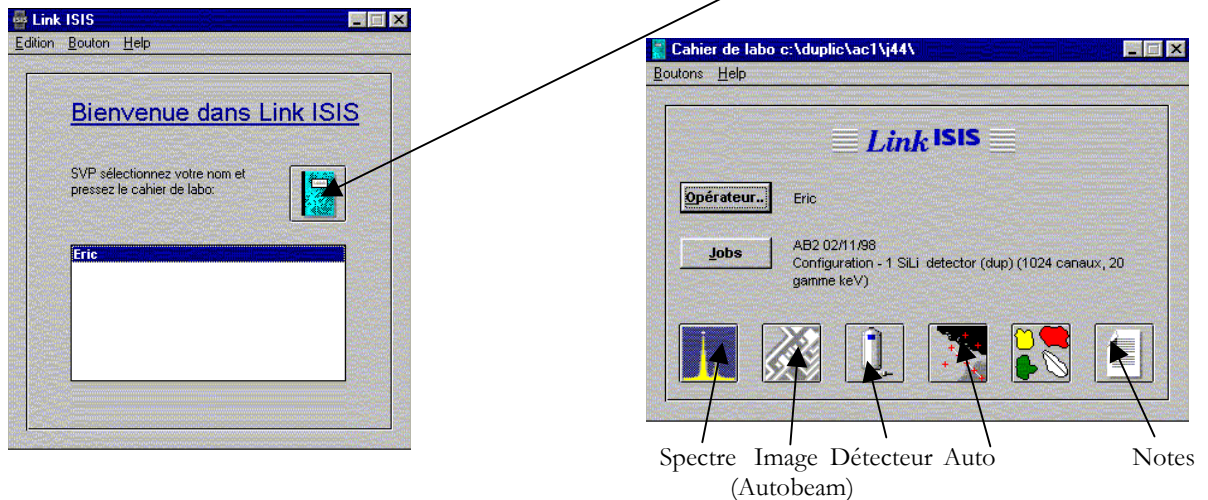 Link ISIS
Edition Bouton Help
Bienvenue dans Link ISIS
SVP sélectionnez votre nom et
pressez le cahier de labo:
Eric
Cahier de labo c:\duplic\ac1\j44\
Boutons Help
Link ISIS
Opérateur.. Eric
Jobs
AB2 02/11/98
Configuration - 1 SiLi detector (dup) (1024 canaux, 20
gamme keV)
Spectre Image Détecteur Auto Notes
(Autobeam)